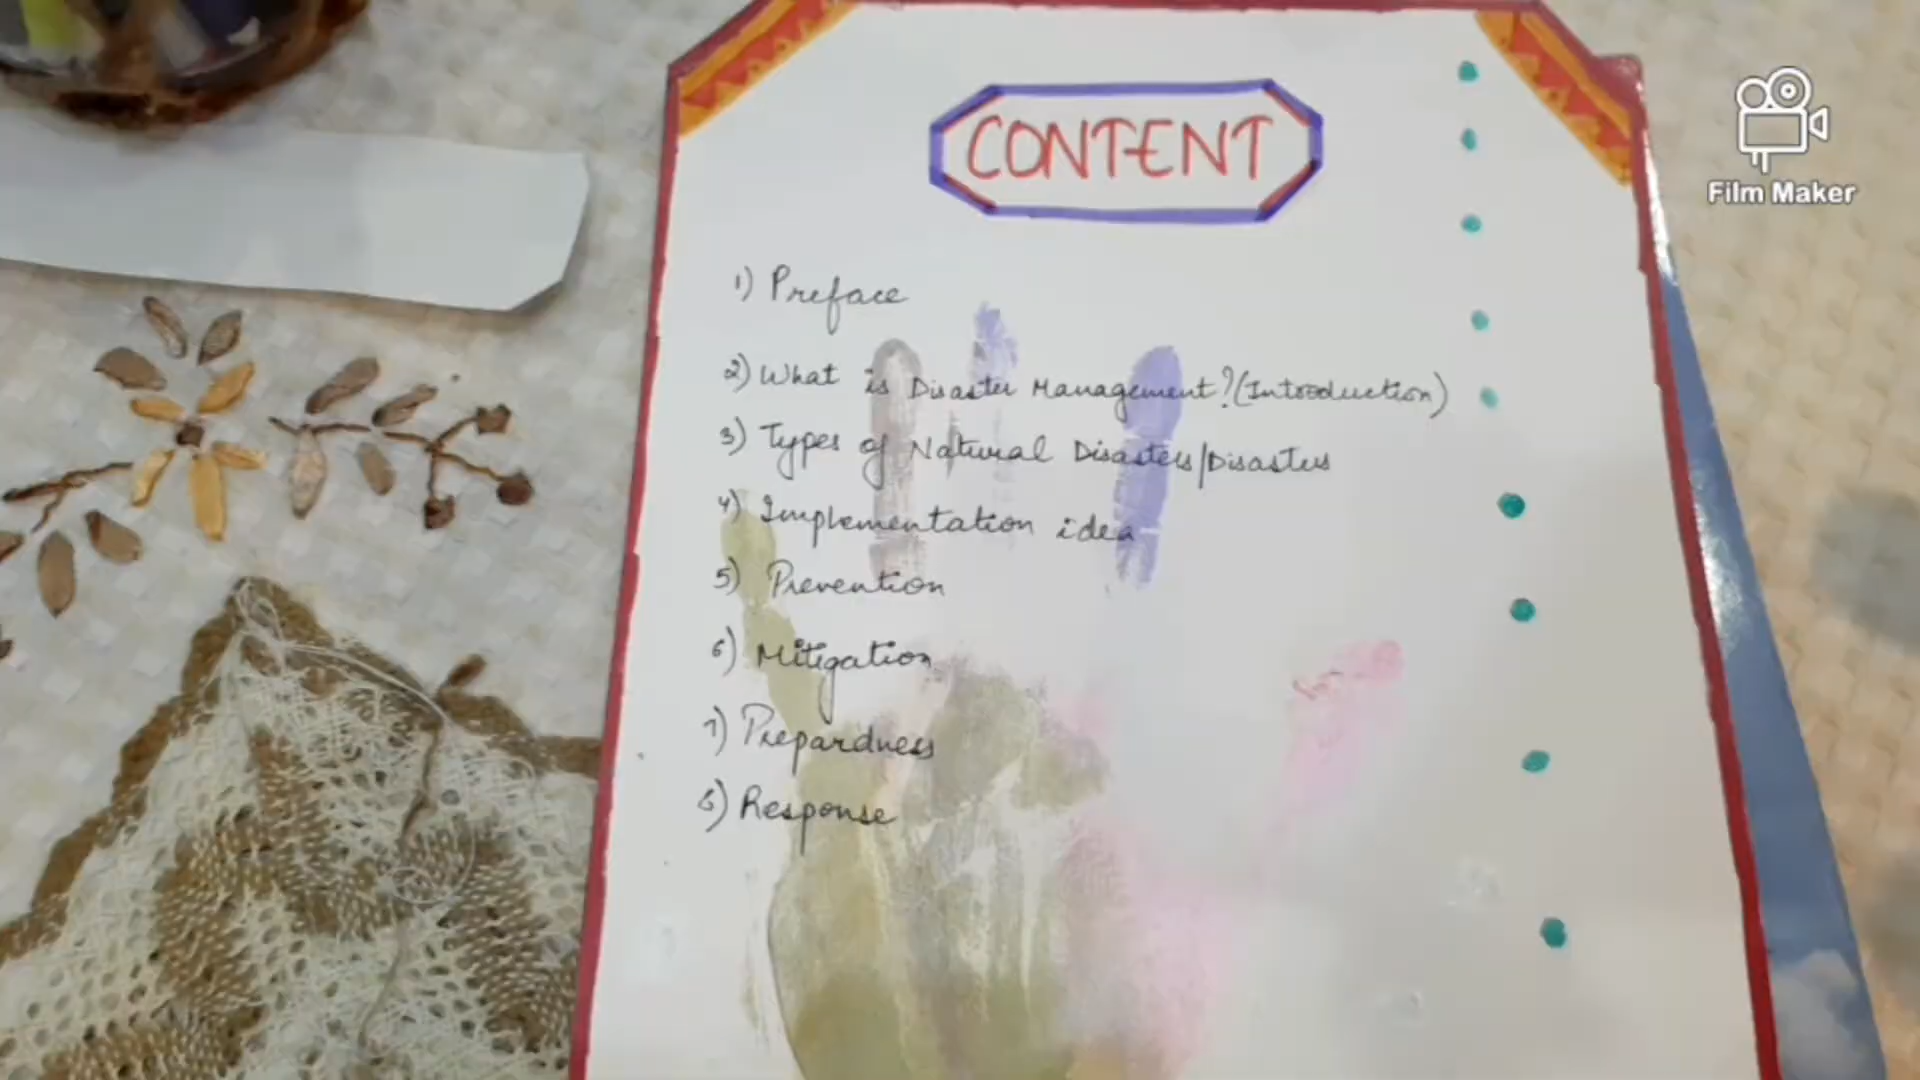 CONTENT
Film Maker
1) Preface
2) What is Disaster Management? (Introduction)
3) Types of Natural Disasters/Disasters
4) Implementation idea
5) Prevention
6) Mitigation
7) Prepardness
8) Response